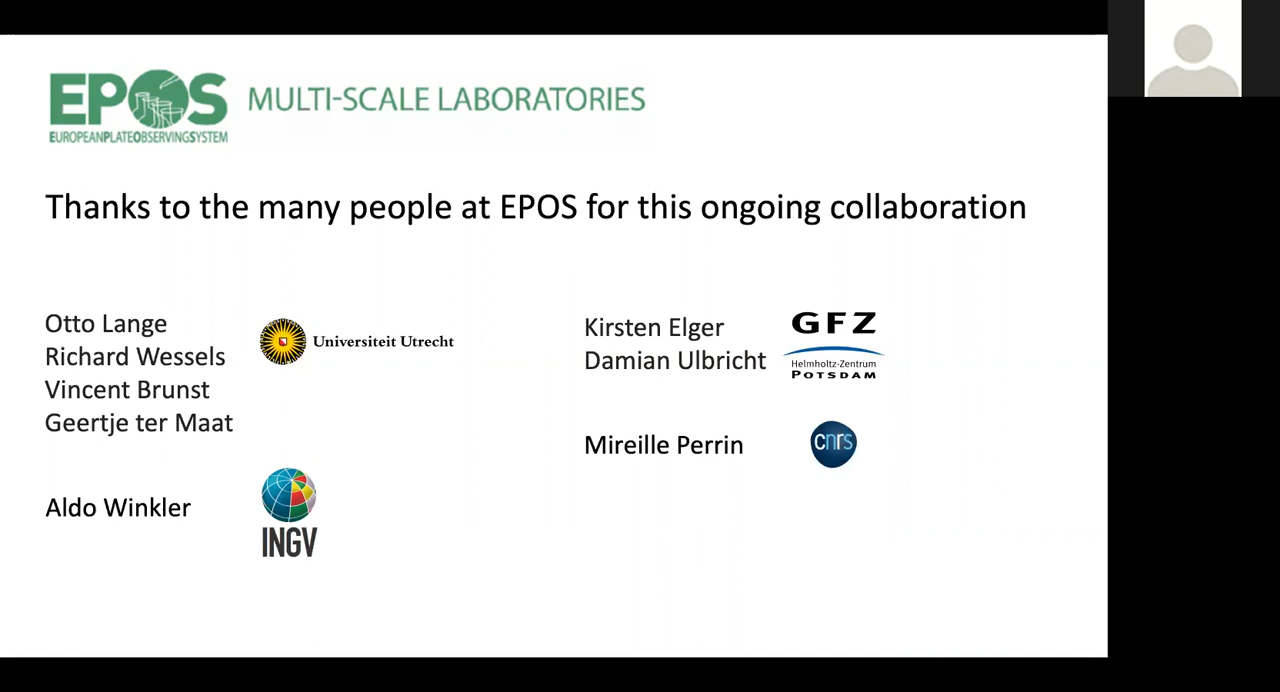 EPOS
EUROPEANPLATEOBSERVINGSYSTEM
MULTI-SCALE LABORATORIES
Thanks to the many people at EPOS for this ongoing collaboration
Otto Lange
Richard Wessels
Vincent Brunst
Geertje ter Maat
Universiteit Utrecht
Aldo Winkler
INGV
Kirsten Elger
Damian Ulbricht
GFZ
Helmholtz-Zentrum
POTSDAM
Mireille Perrin
cnrs